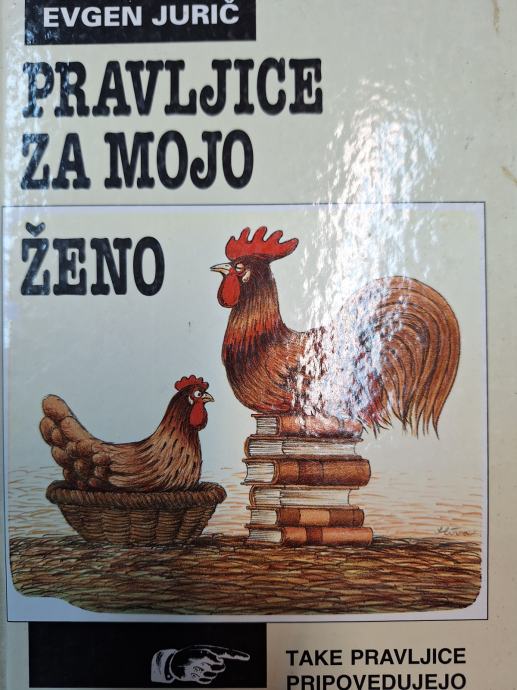 EVGEN JURIČ
PRAVLJICE
ZA MOJO
ŽENO
TAKE PRAVLJICE
PRIPOVEDUJEJO